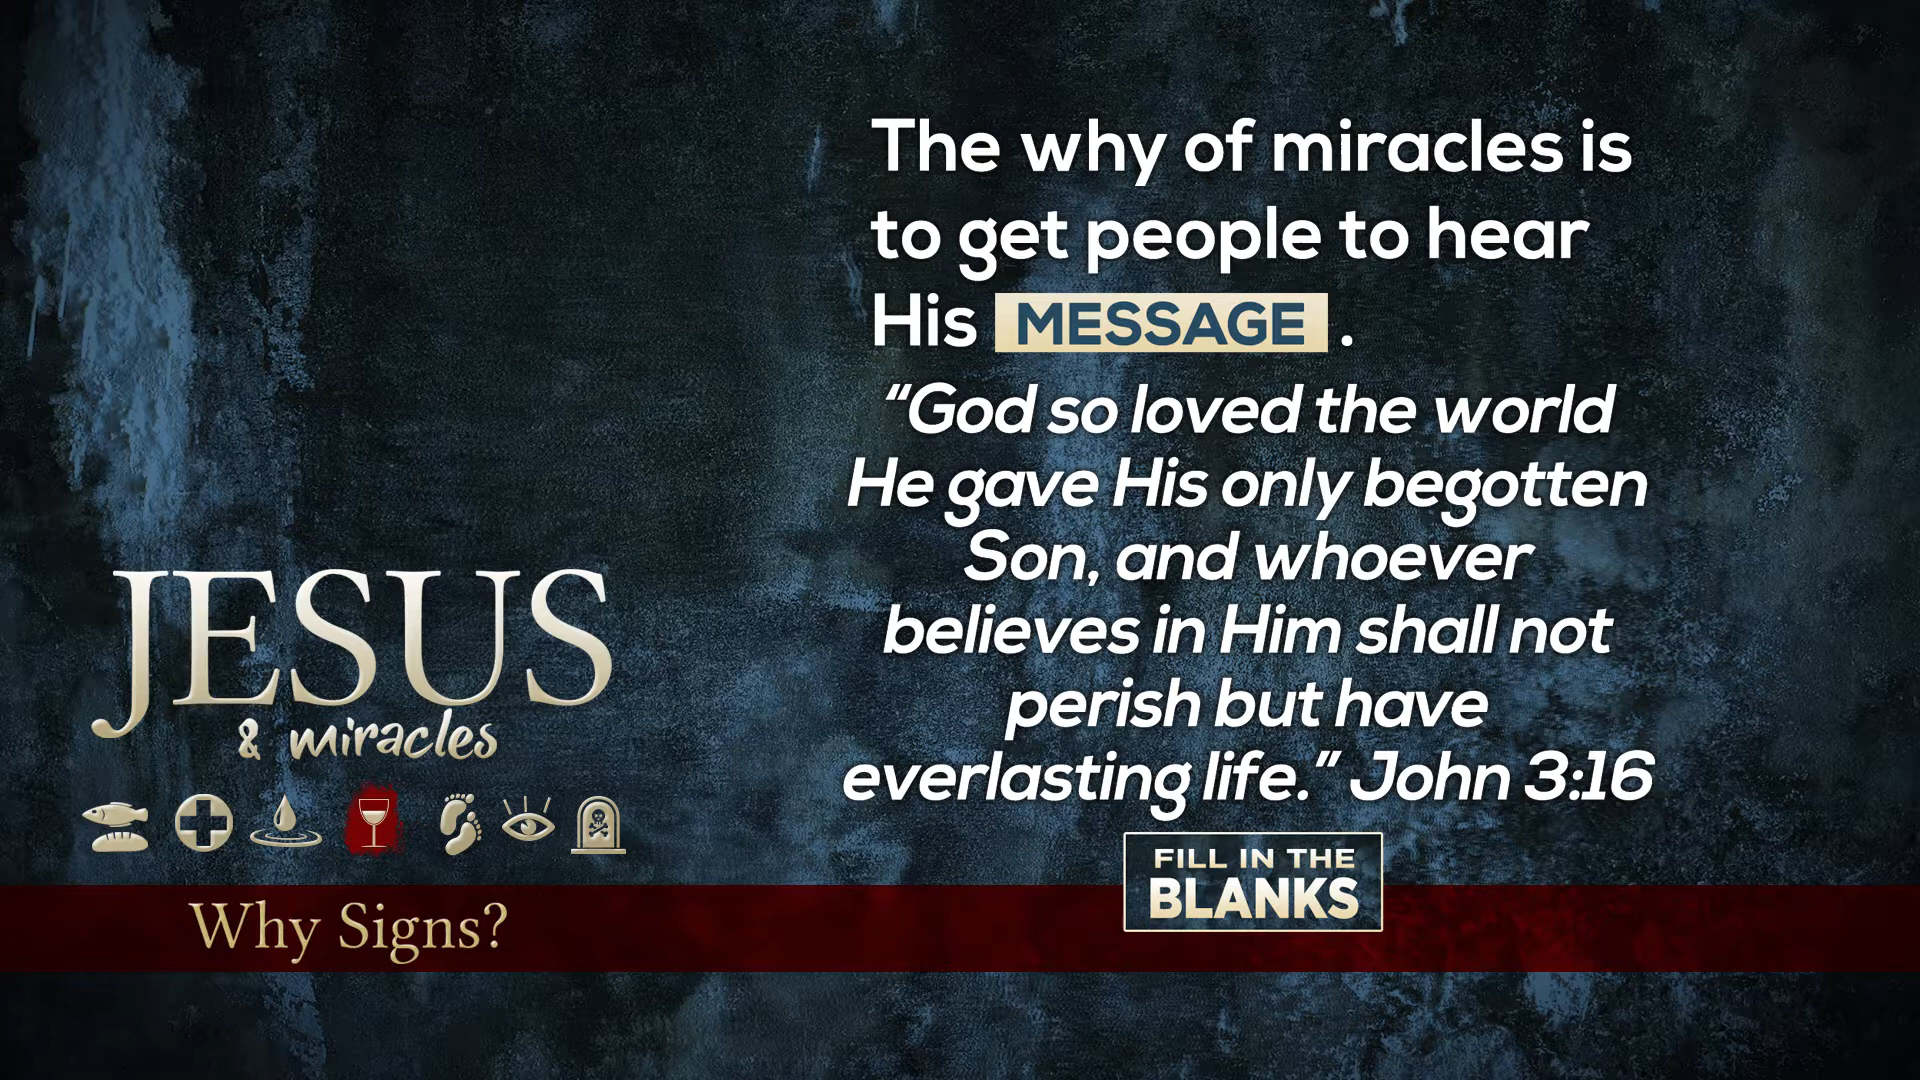 The why of miracles is
to get people to hear
His MESSAGE .
“God so loved the world
He gave His only begotten
Son, and whoever
believes in Him shall not
perish but have
everlasting life.” John 3:16
FILL IN THE
BLANKS
JESUS
& miracles
Why Signs?